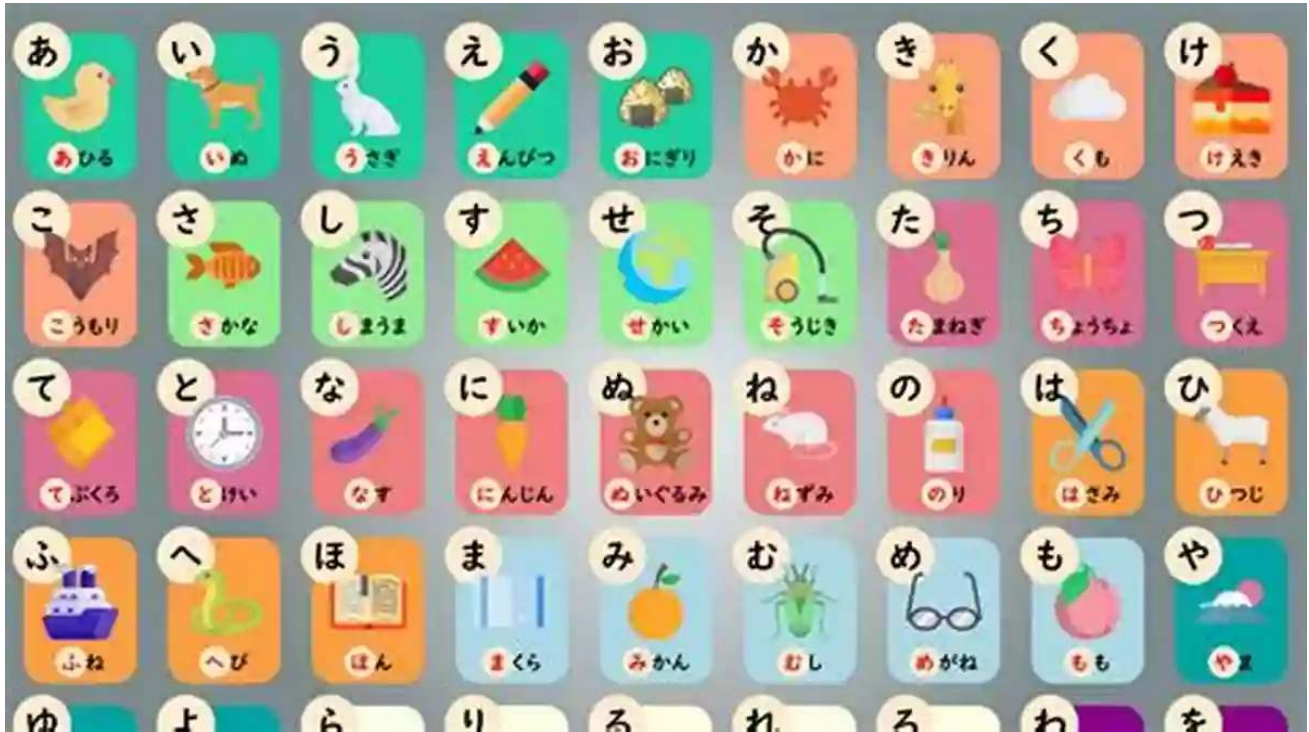 あ い う え お か き く け
あひる いぬ うさぎ えんぴつ おにぎり かに きりん くも けえき
こ さ し す せ そ た ち つ
こうもり さかな しまうま すいか せかい そうじき たまねぎ ちょうちょ つくえ
て と な に ぬ ね の は ひ
てぶくろ とけい なす にんじん ぬいぐるみ ねずみ のり はさみ ひつじ
ふ へ ほ ま み む め も や
ふね へび ほん まくら みかん むし めがね もも やま
ゆ よ ら り る れ ろ わ を